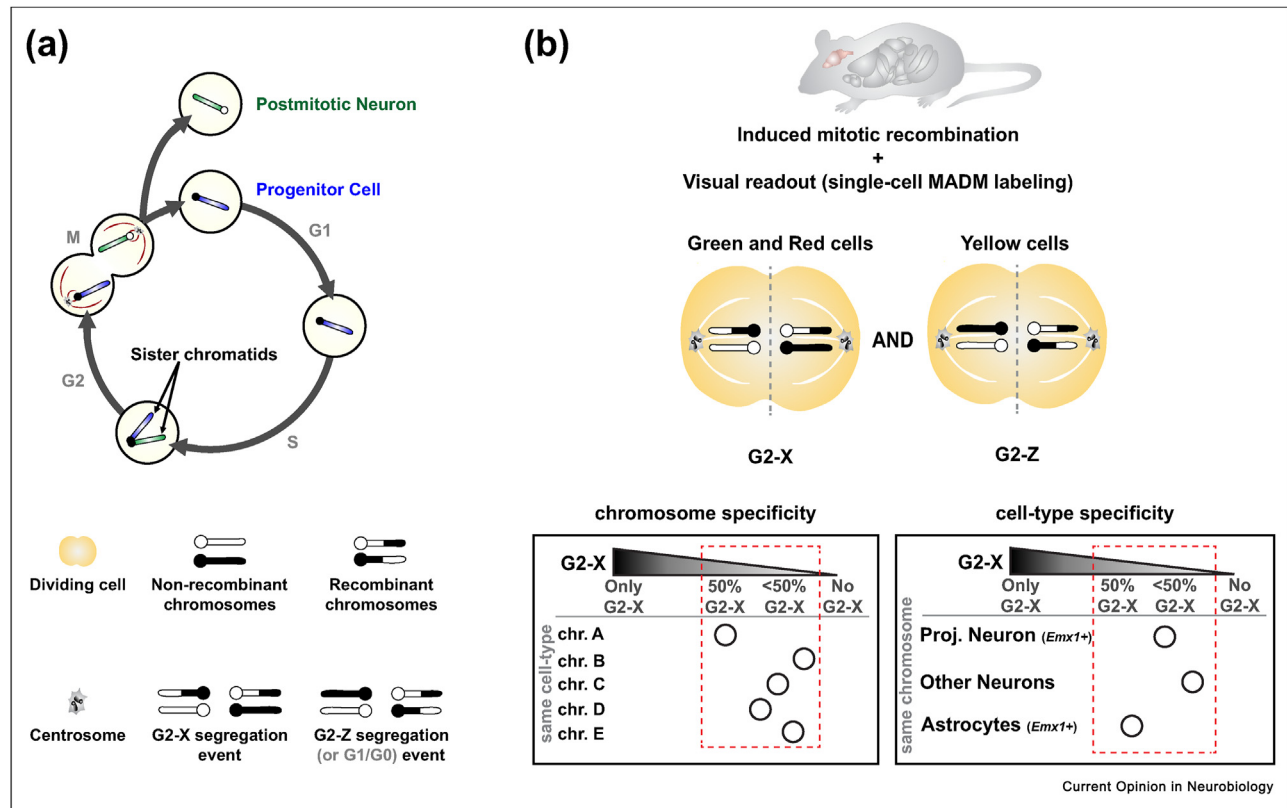 (a)
Postmitotic Neuron
Progenitor Cell
G1
M
Sister chromatids
G2
S
Dividing cell
Non-recombinant
chromosomes
Recombinant
chromosomes
Centrosome
G2-X segregation
event
G2-Z segregation
(or G1/G0) event
(b)
Induced mitotic recombination
+
Visual readout (single-cell MADM labeling)
Green and Red cells
Yellow cells
AND
G2-X
G2-Z
chromosome specificity
G2-X
Only
G2-X
50%
G2-X
<50%
G2-X
No
G2-X
same cell-type
chr. A
chr. B
chr. C
chr. D
chr. E
cell-type specificity
G2-X
Only
G2-X
50%
G2-X
<50%
G2-X
No
G2-X
same chromosome
Proj. Neuron (Emx1+)
Other Neurons
Astrocytes (Emx1+)
Current Opinion in Neurobiology